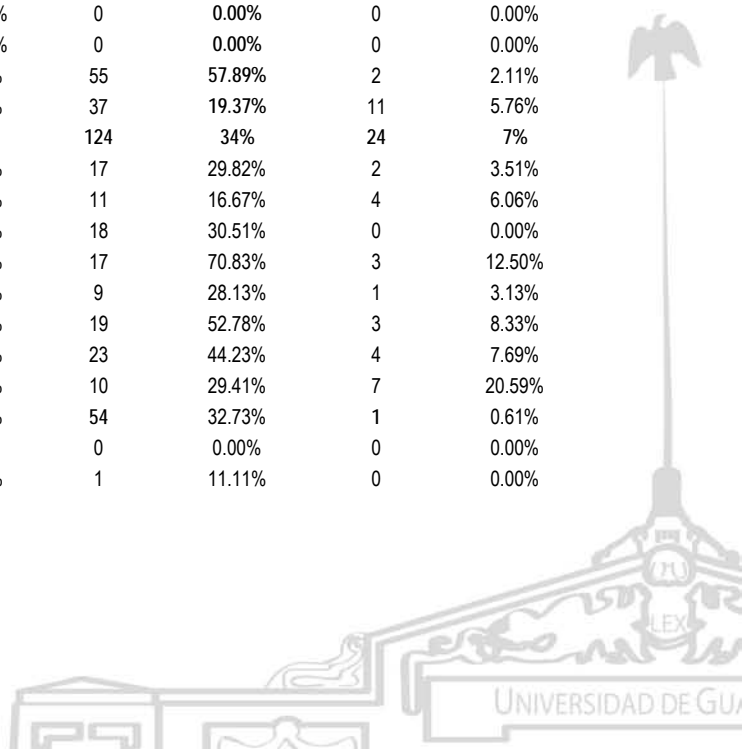 % 0 0.00% 0 0.00%
% 0 0.00% 0 0.00%
% 55 57.89% 2 2.11%
% 37 19.37% 11 5.76%
124 34% 24 7%
% 17 29.82% 2 3.51%
% 11 16.67% 4 6.06%
% 18 30.51% 0 0.00%
% 17 70.83% 3 12.50%
% 9 28.13% 1 3.13%
% 19 52.78% 3 8.33%
% 23 44.23% 4 7.69%
% 10 29.41% 7 20.59%
% 54 32.73% 1 0.61%
0 0.00% 0 0.00%
% 1 11.11% 0 0.00%
LEX
UNIVERSIDAD DE GUA